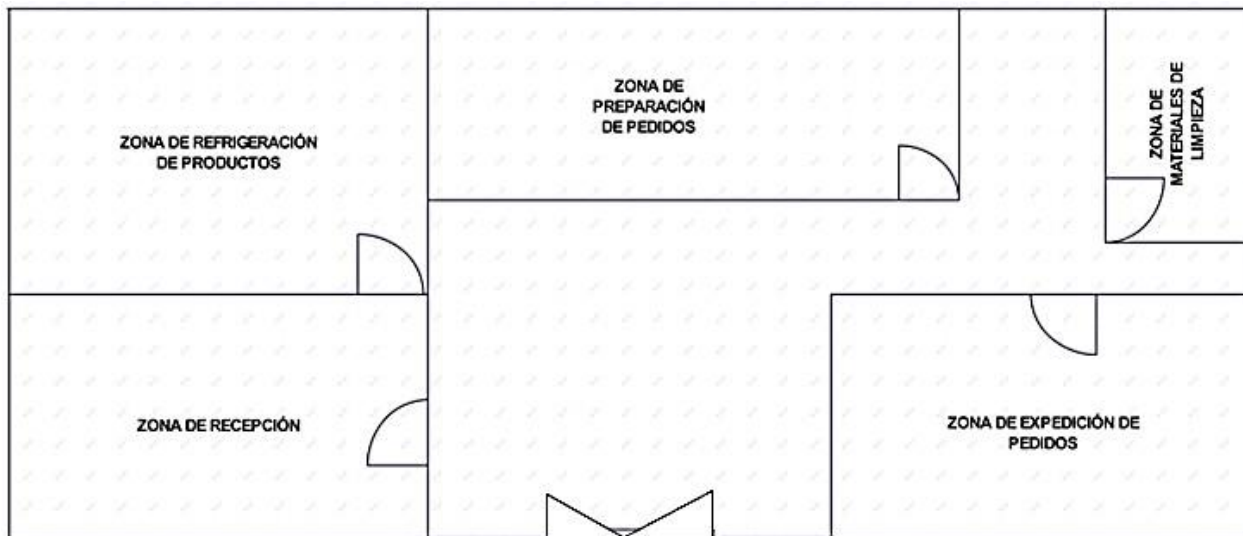 ZONA DE REFRIGERACIÓN
DE PRODUCTOS
ZONA DE
PREPARACIÓN
DE PEDIDOS
ZONA DE
MATERIALES DE
LIMPIEZA
ZONA DE RECEPCIÓN
ZONA DE EXPEDICIÓN DE
PEDIDOS